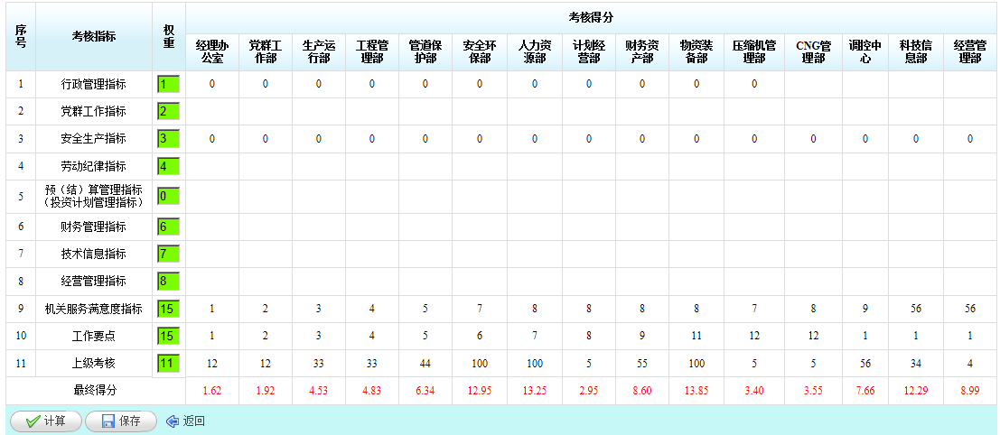 序号 考核指标 权重 考核得分
经理办公室 党群工作部 生产运行部 工程管理部 管道保护部 安全环保部 人力资源部 计划经营部 财务资产部 物资装备部 压缩机管理部 CNG管理部 调控中心 科技信息部 经营管理部
1 行政管理指标 1 0 0 0 0 0 0 0 0 0 0 0
2 党群工作指标 2
3 安全生产指标 3 0 0 0 0 0 0 0 0 0 0 0 0 0 0 0
4 劳动纪律指标 4
5 预（结）算管理指标（投资计划管理指标） 0
6 财务管理指标 6
7 技术信息指标 7
8 经营管理指标 8
9 机关服务满意度指标 15 1 2 3 4 5 7 8 8 8 8 7 8 9 56 56
10 工作要点 15 1 2 3 4 5 6 7 8 9 11 12 12 1 1 1
11 上级考核 11 12 12 33 33 44 100 100 5 55 100 5 5 56 34 4
最终得分 1.62 1.92 4.53 4.83 6.34 12.95 13.25 2.95 8.60 13.85 3.40 3.55 7.66 12.29 8.99
计算 保存 返回